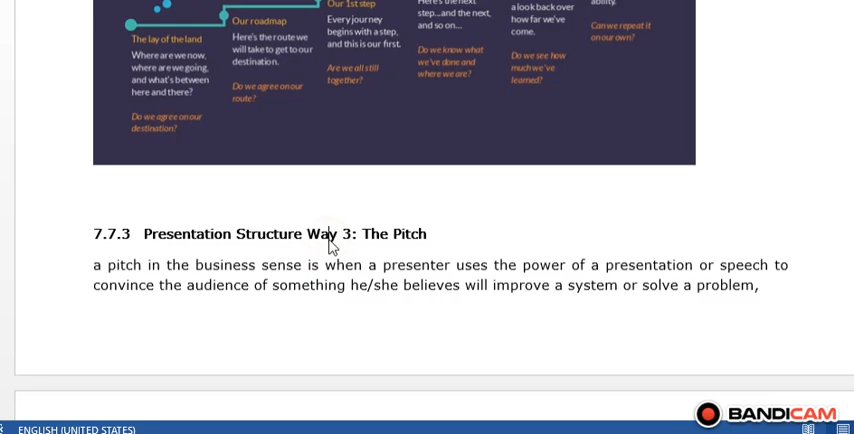 Our 1st step
Every journey
begins with a step,
and this is our first.
Are we all still
together?
step...and the next,
and so on...
Do we know what
we've done and
where we are?
a look back over
how far we've
come.
Do we see how
much we've
learned?
Can we repeat it
on our own?
Our roadmap
Here's the route we
will take to get to our
destination.
Do we agree on our
route?
The lay of the land
Where are we now,
where are we going,
and what's between
here and there?
Do we agree on our
destination?
7.7.3 Presentation Structure Way 3: The Pitch
a pitch in the business sense is when a presenter uses the power of a presentation or speech to
convince the audience of something he/she believes will improve a system or solve a problem,
BANDICAM
ENGLISH (UNITED STATES)